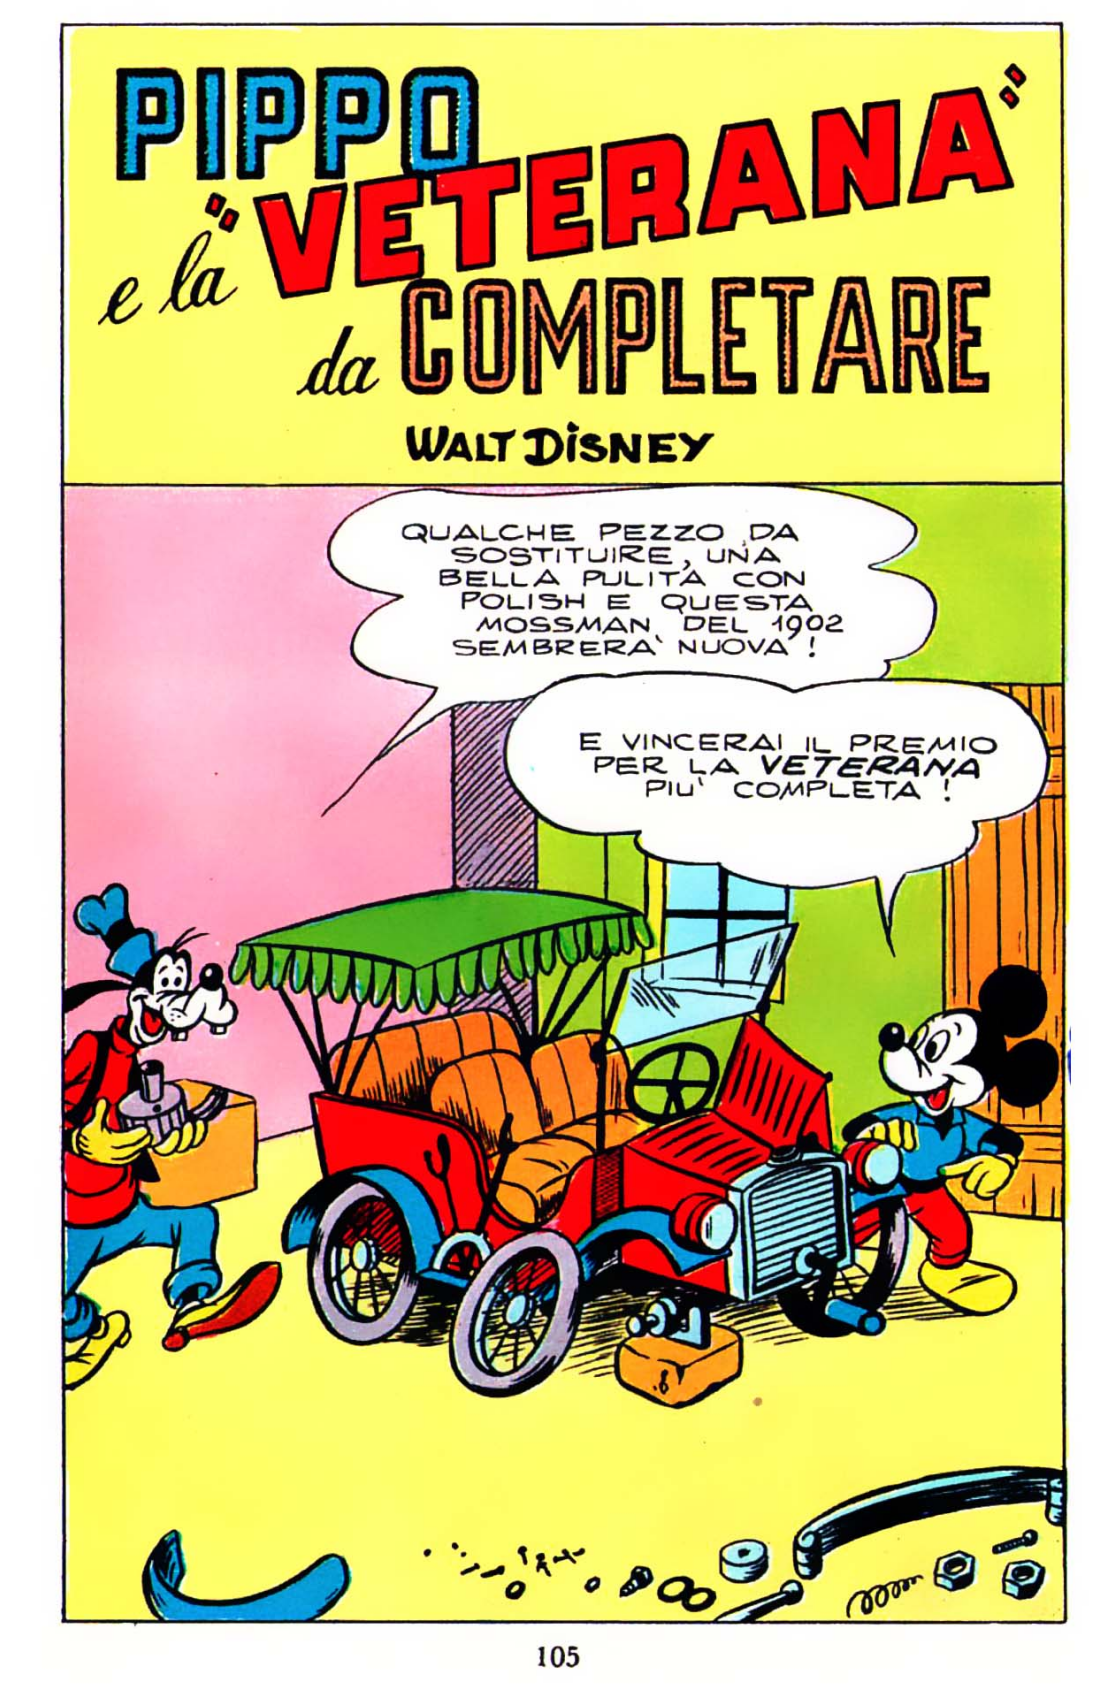 PIPPO
e la "VETERANA"
da COMPLETARE
WALT DISNEY
QUALCHE PEZZO DA
SOSTITUIRE, UNA
BELLA PULITA CON
POLISH E QUESTA
MOSSMAN DEL 1902
SEMBRERA' NUOVA!
E VINCERAI IL PREMIO
PER LA VETERANA
PIU' COMPLETA!
105